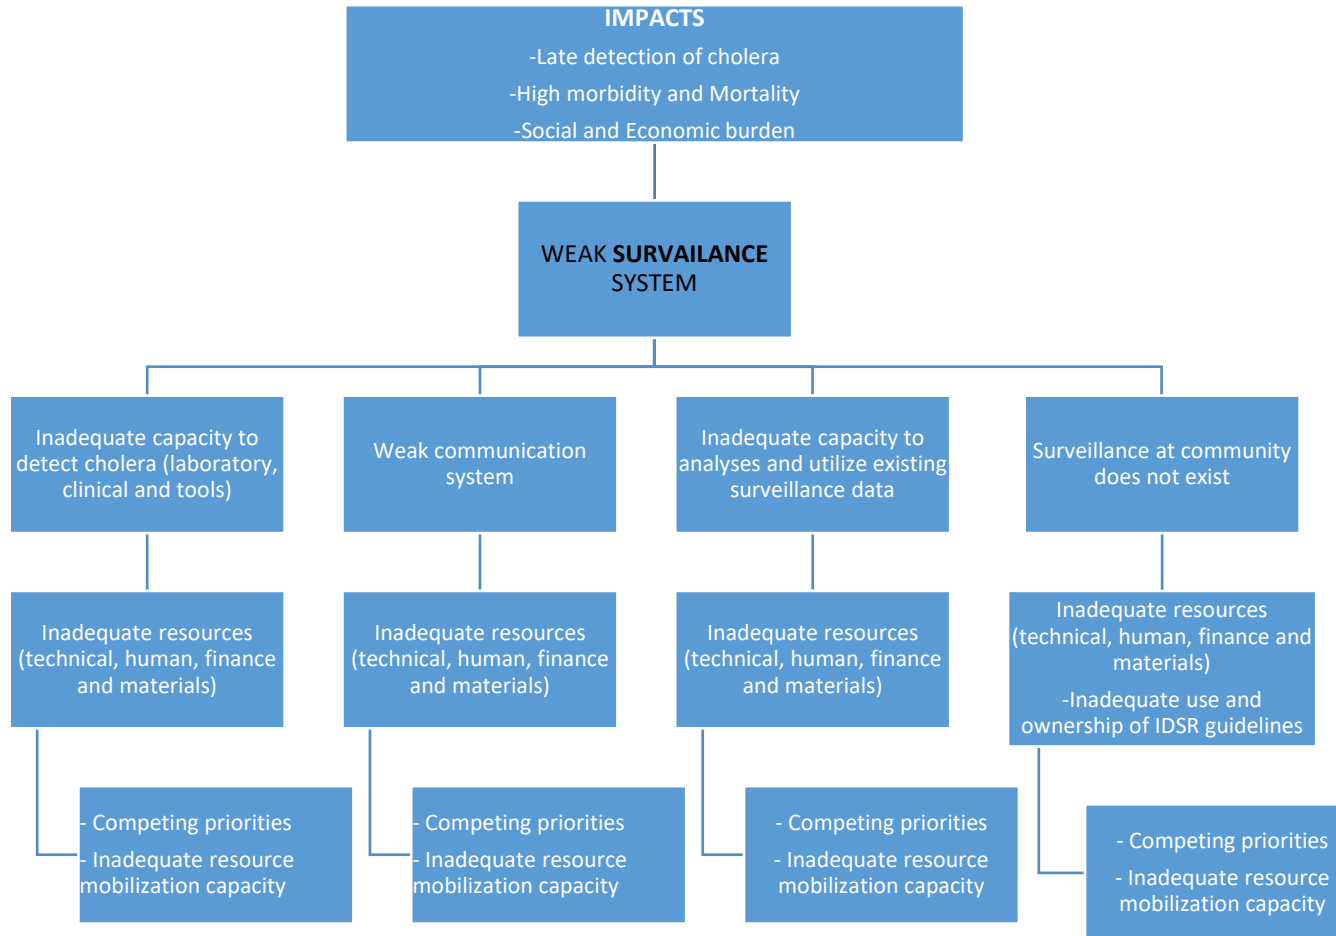 IMPACTS
-Late detection of cholera
-High morbidity and Mortality
-Social and Economic burden
WEAK SURVAILANCE
SYSTEM
Inadequate capacity to
detect cholera (laboratory,
clinical and tools)
Weak communication
system
Inadequate capacity to
analyses and utilize existing
surveillance data
Surveillance at community
does not exist
Inadequate resources
(technical, human, finance
and materials)
Inadequate resources
(technical, human, finance
and materials)
Inadequate resources
(technical, human, finance
and materials)
Inadequate resources
(technical, human, finance and
materials)
-Inadequate use and
ownership of IDSR guidelines
- Competing priorities
- Inadequate resource
mobilization capacity
- Competing priorities
- Inadequate resource
mobilization capacity
- Competing priorities
- Inadequate resource
mobilization capacity
- Competing priorities
- Inadequate resource
mobilization capacity